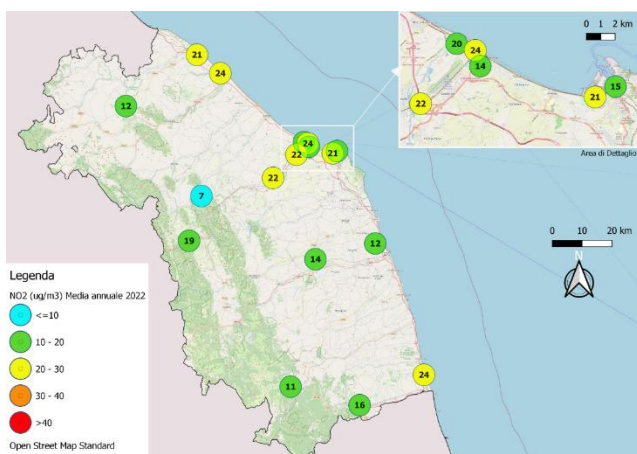 21
24
12
24
22
21
22
7
19
14
12
11
16
24
20
24
14
22
21
15
0 1 2 km
Area di Dettaglio
0 10 20 km
N
Legenda
NO2 (ug/m3) Media annuale 2022
<=10
10 - 20
20 - 30
30 - 40
>40
Open Street Map Standard